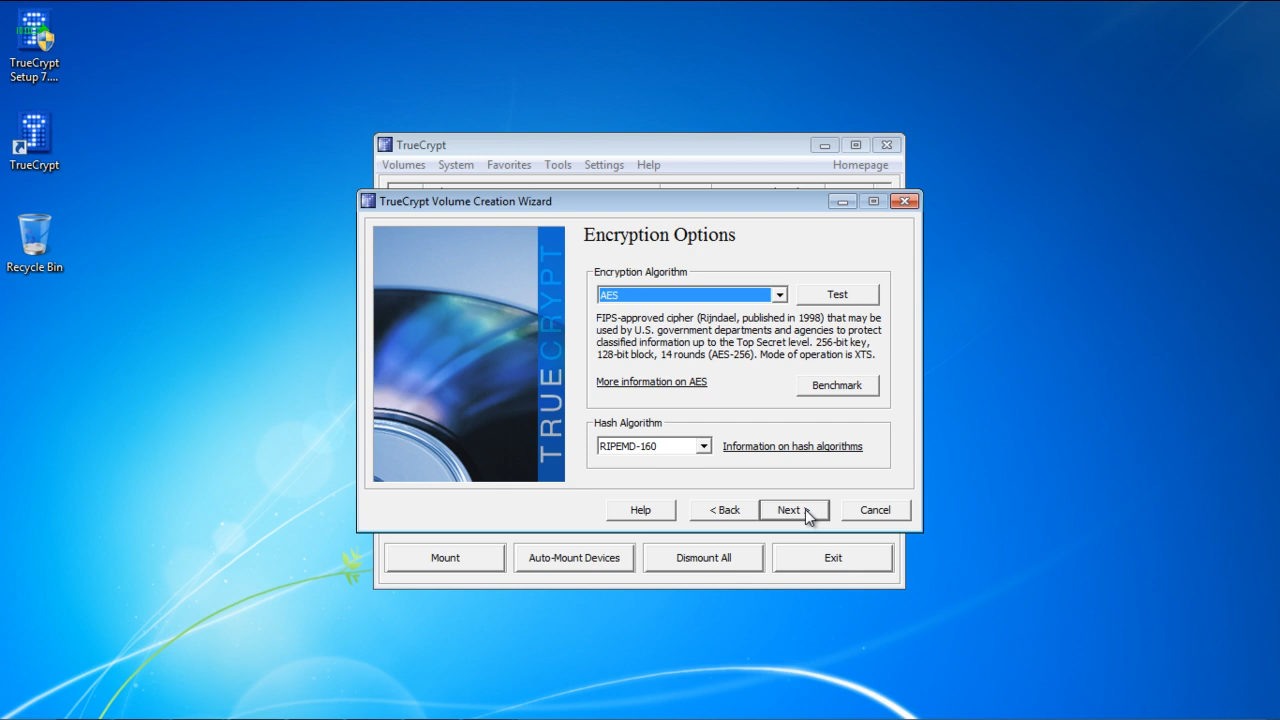 TrueCrypt
Setup 7....
TrueCrypt
Recycle Bin
TrueCrypt
Volumes System Favorites Tools Settings Help Homepage
TrueCrypt Volume Creation Wizard
TRUECRYPT
Encryption Options
Encryption Algorithm
AES
Test
FIPS-approved cipher (Rijndael, published in 1998) that may be
used by U.S. government departments and agencies to protect
classified information up to the Top Secret level. 256-bit key,
128-bit block, 14 rounds (AES-256). Mode of operation is XTS.
More information on AES
Benchmark
Hash Algorithm
RIPEMD-160
Information on hash algorithms
Help < Back Next > Cancel
Mount Auto-Mount Devices Dismount All Exit